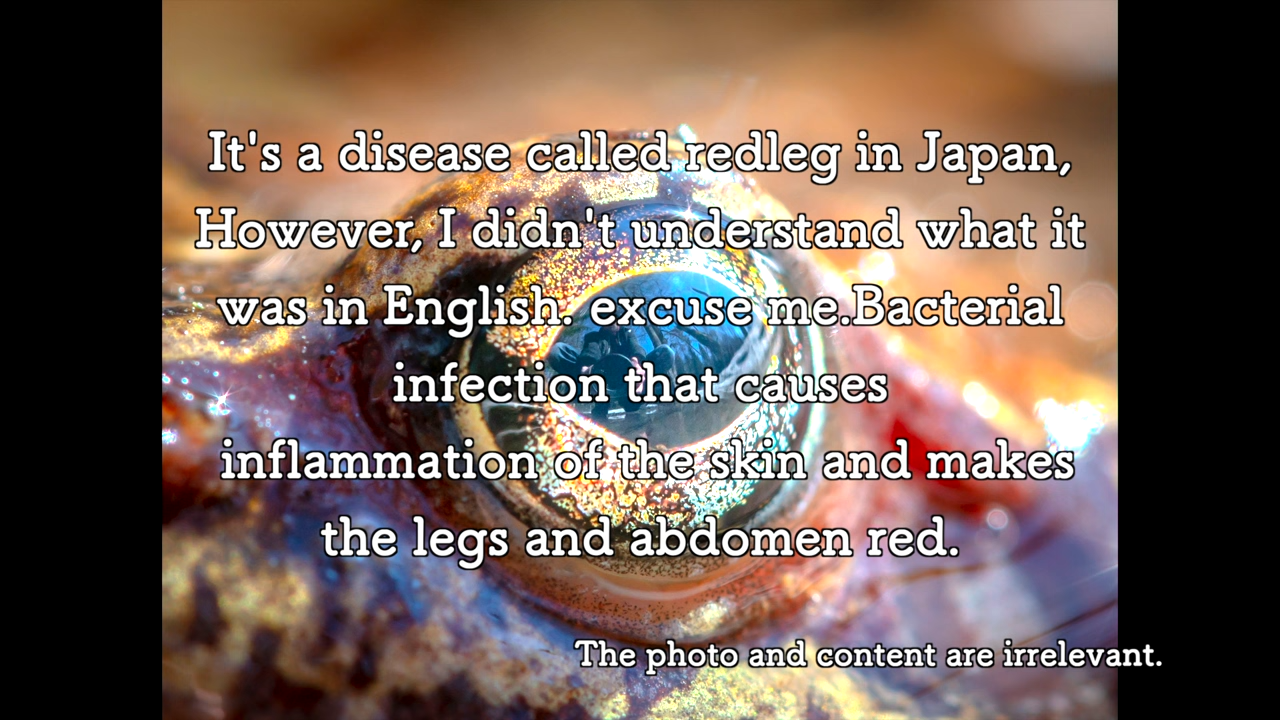 It's a disease called redleg in Japan,
However, I didn't understand what it
was in English. excuse me.Bacterial
infection that causes
inflammation of the skin and makes
the legs and abdomen red.
The photo and content are irrelevant.